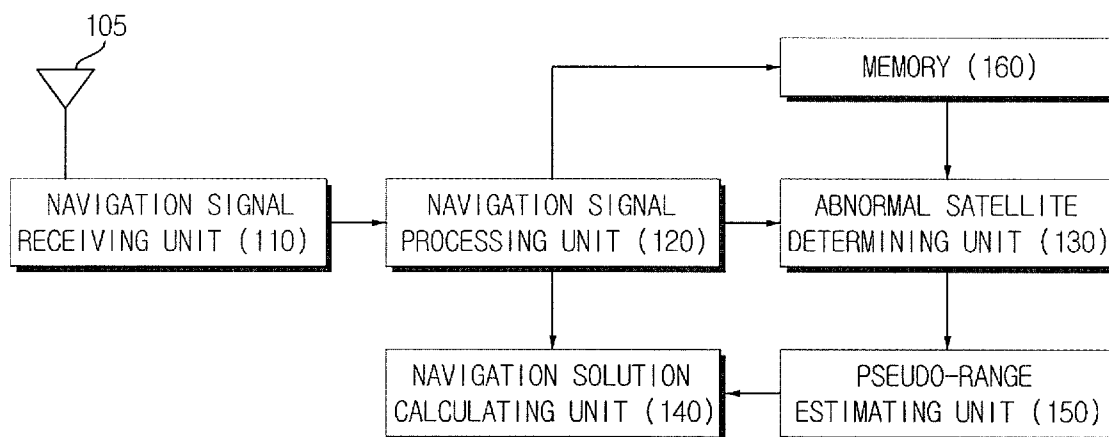 105
MEMORY (160)
NAVIGATION SIGNAL
RECEIVING UNIT (110)
NAVIGATION SIGNAL
PROCESSING UNIT (120)
ABNORMAL SATELLITE
DETERMINING UNIT (130)
NAVIGATION SOLUTION
CALCULATING UNIT (140)
PSEUDO-RANGE
ESTIMATING UNIT (150)